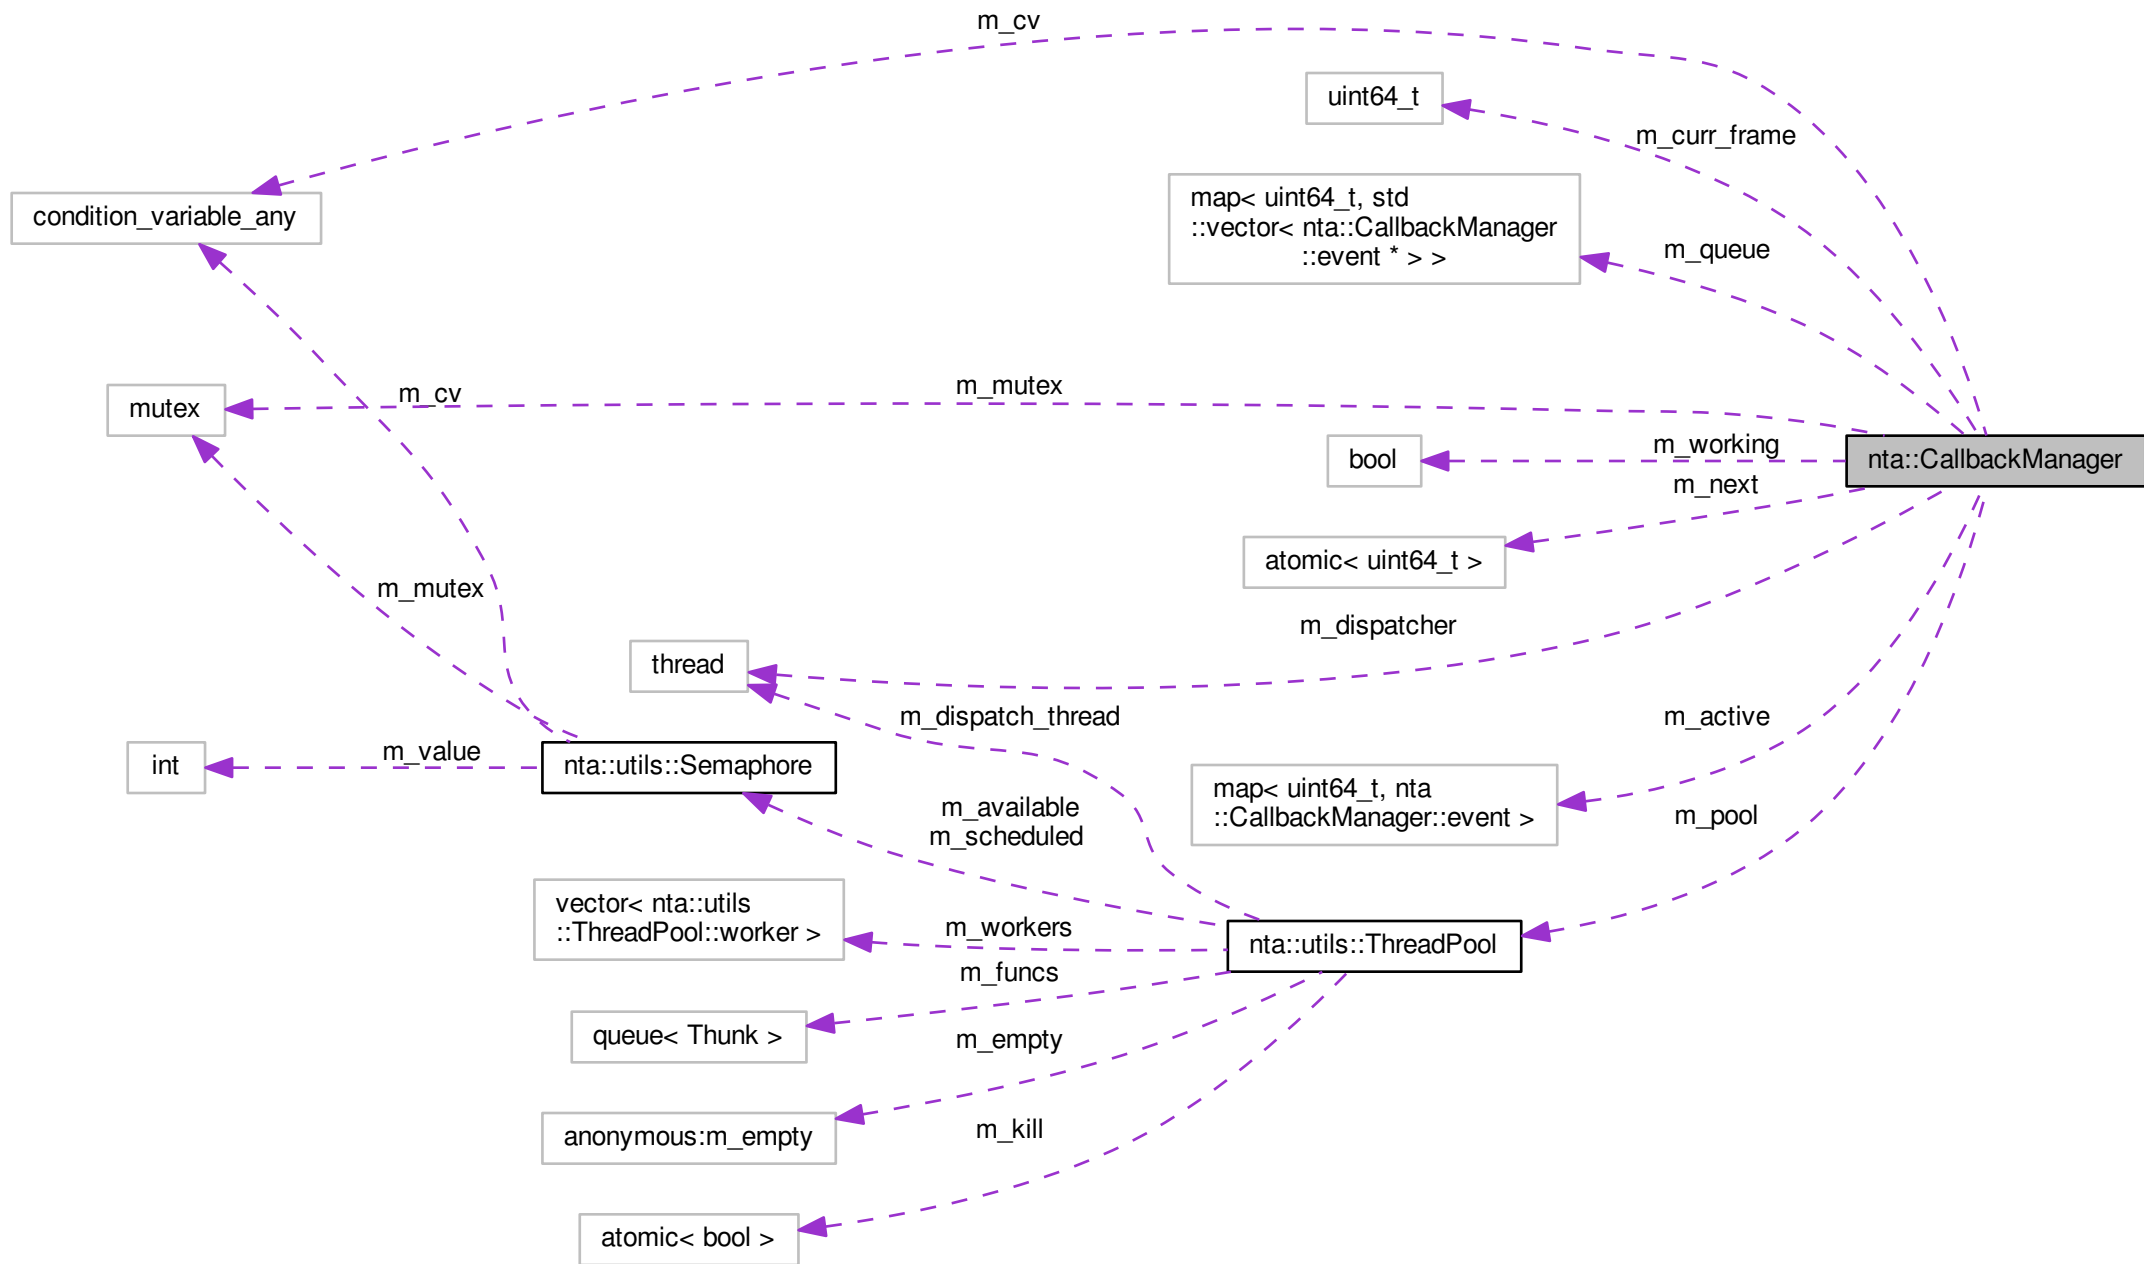 m_cv
uint64_t
m_curr_frame
map< uint64_t, std
::vector< nta::CallbackManager
::event * > >
condition_variable_any
m_queue
m_mutex
m_cv
mutex
m_working
bool
nta::CallbackManager
m_next
atomic< uint64_t >
m_mutex
m_dispatcher
thread
m_dispatch_thread
m_active
m_value
int
nta::utils::Semaphore
map< uint64_t, nta
::CallbackManager::event >
m_available
m_scheduled
m_pool
vector< nta::utils
::ThreadPool::worker >
m_workers
nta::utils::ThreadPool
m_funcs
queue< Thunk >
m_empty
anonymous:m_empty
m_kill
atomic< bool >